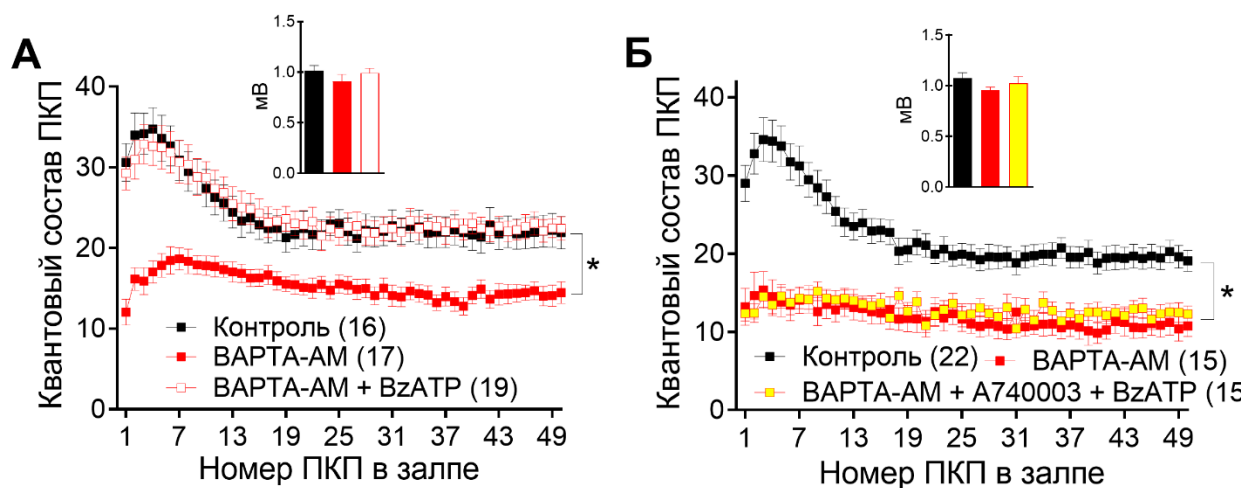 А
Квантовый состав ПКП
40
30
20
10
0
мВ
1.5
1.0
0.5
0.0
*
Контроль (16)
BAPTA-AM (17)
BAPTA-AM + BzATP (19)
1 7 13 19 25 31 37 43 49
Номер ПКП в залпе
Б
Квантовый состав ПКП
40
30
20
10
0
мВ
1.5
1.0
0.5
0.0
*
Контроль (22) BAPTA-AM (15)
BAPTA-AM + A740003 + BzATP (15
1 7 13 19 25 31 37 43 49
Номер ПКП в залпе